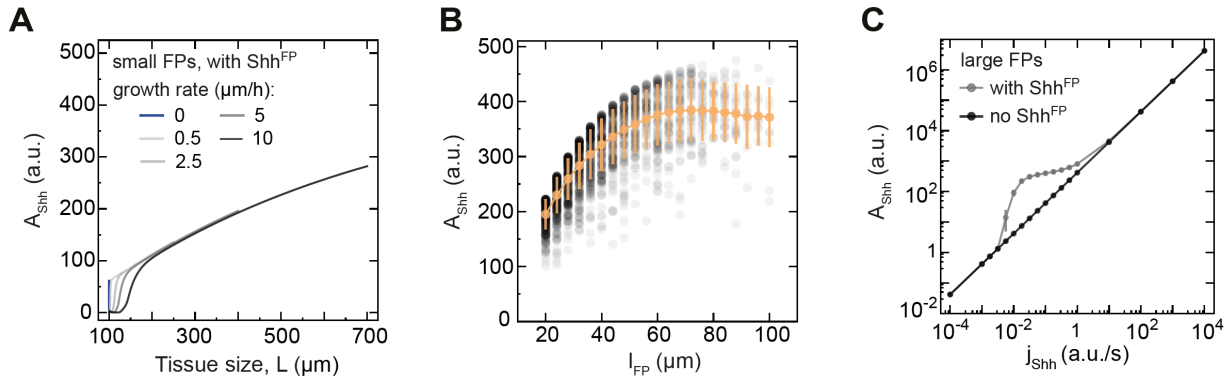 A
500
400
300
200
100
0
A_Shh (a.u.)
small FPs, with Shh^FP
growth rate (μm/h):
0
0.5
2.5
5
10
100
300
500
700
Tissue size, L (μm)
B
500
400
300
200
100
0
A_Shh (a.u.)
20
40
60
80
100
l_FP (μm)
C
10^6
10^4
10^2
1
10^-2
A_Shh (a.u.)
large FPs
with Shh^FP
no Shh^FP
10^-4
10^-2
1
10^2
10^4
j_Shh (a.u./s)